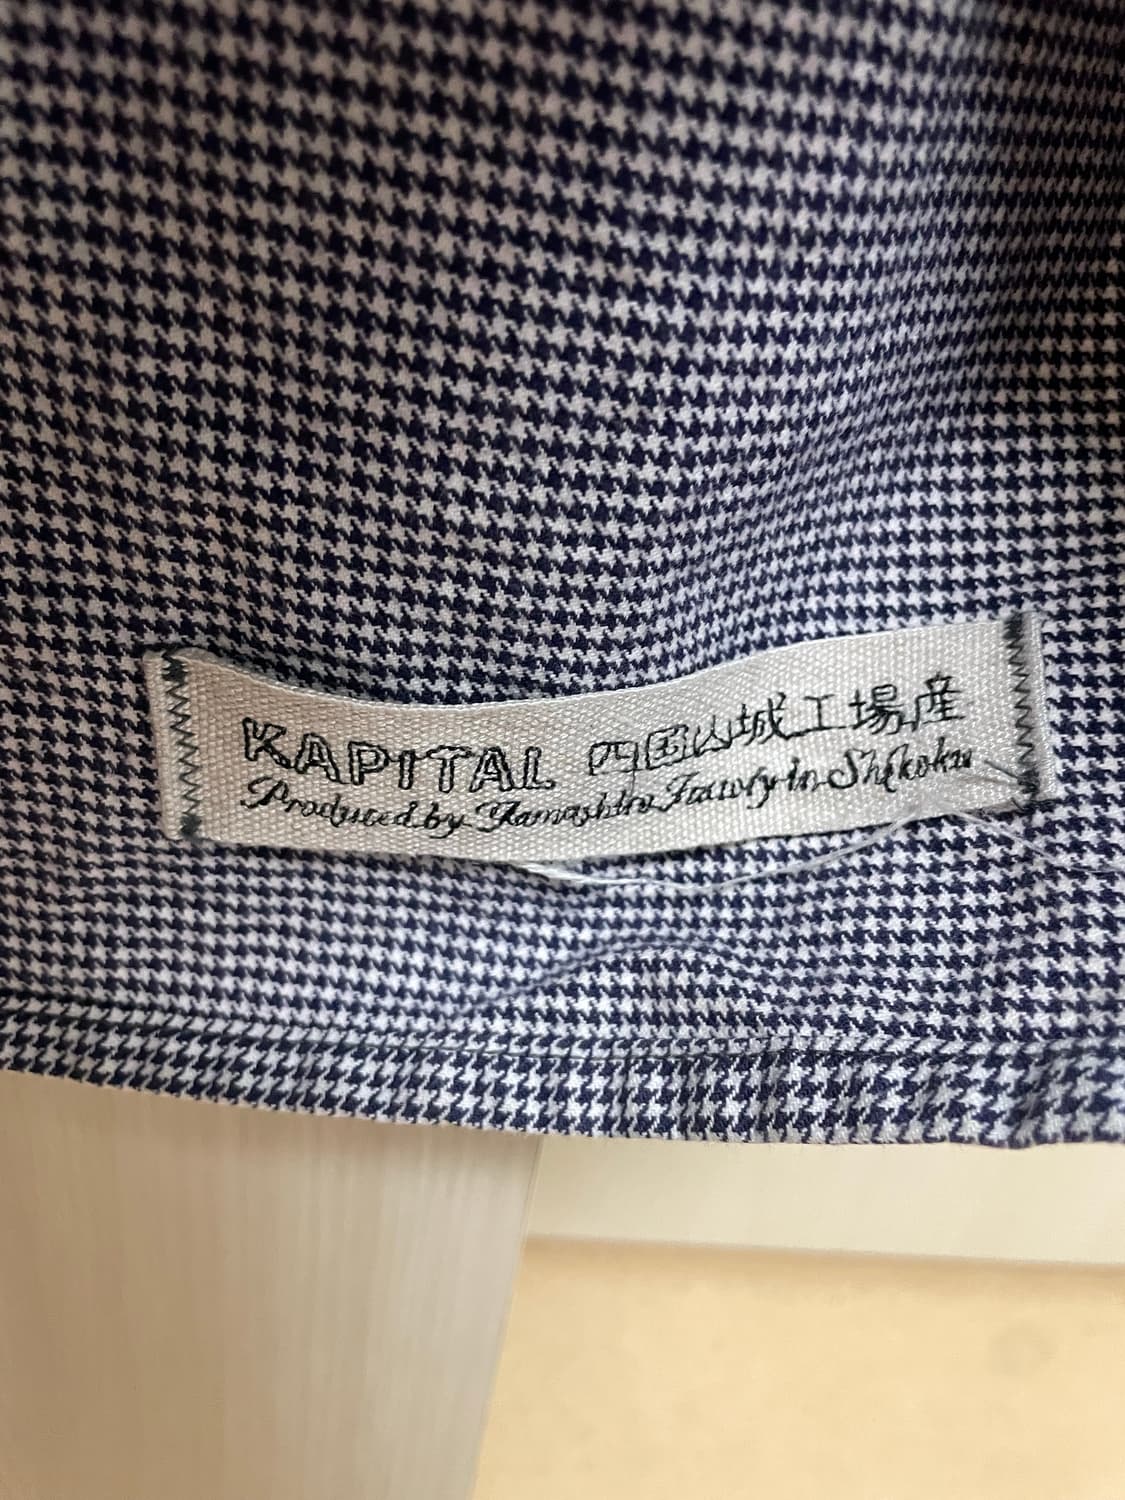 KAPITAL 四国山城工場産
Produced by Yamashiro Factory in Shikoku